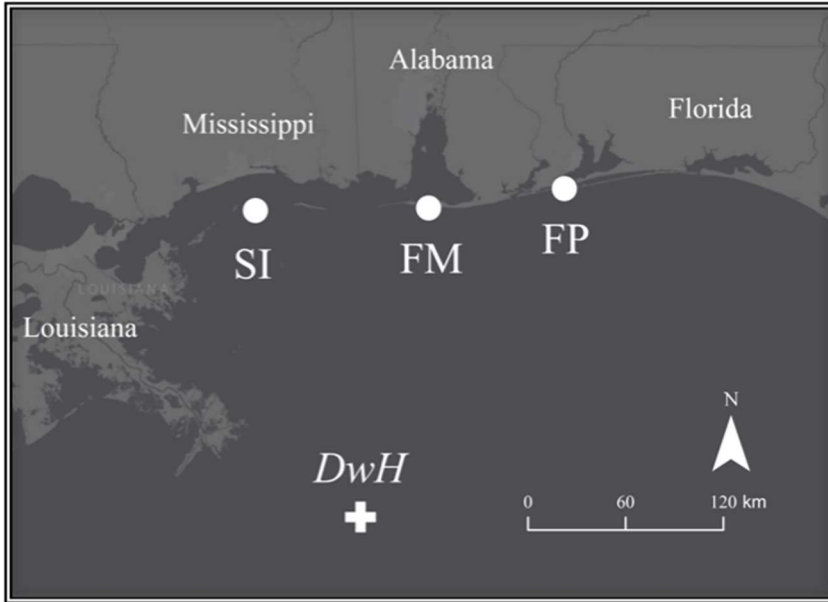 Alabama
Mississippi
Florida
SI
FM
FP
LOUISIANA
Louisiana
DwH
N
0 60 120 km